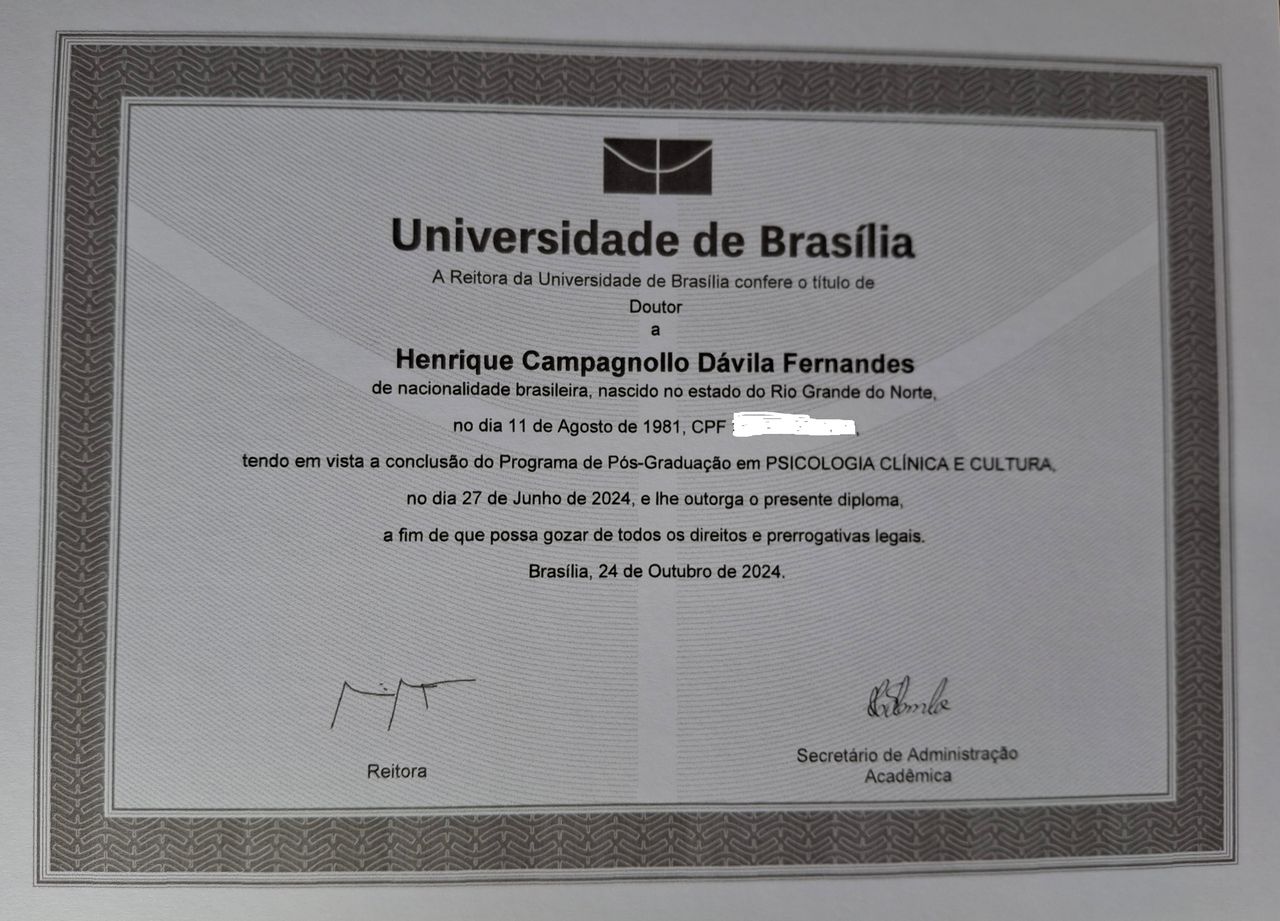 Universidade de Brasília
A Reitora da Universidade de Brasília confere o título de
Doutor
a
Henrique Campagnollo Dávila Fernandes
de nacionalidade brasileira, nascido no estado do Rio Grande do Norte,
no dia 11 de Agosto de 1981, CPF ,
tendo em vista a conclusão do Programa de Pós-Graduação em PSICOLOGIA CLÍNICA E CULTURA,
no dia 27 de Junho de 2024, e lhe outorga o presente diploma,
a fim de que possa gozar de todos os direitos e prerrogativas legais.
Brasília, 24 de Outubro de 2024.
Reitora
Secretário de Administração
Acadêmica